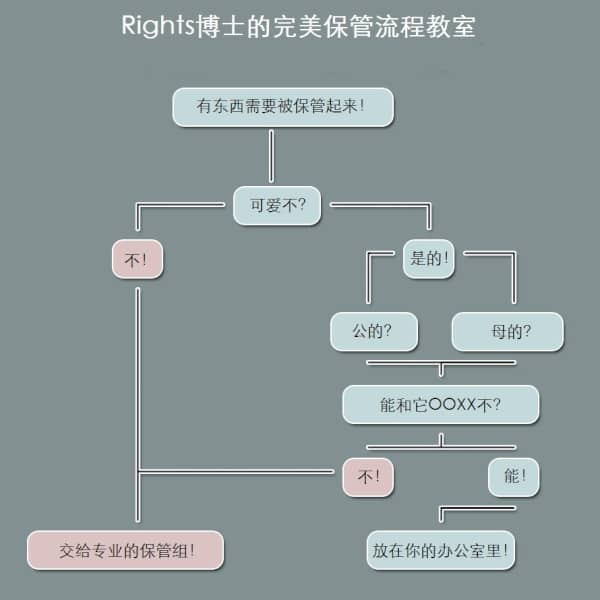 Rights博士的完美保管流程教室
有东西需要被保管起来!
可爱不?
不!
是的!
公的?
母的?
能和它OOXX不?
不!
能!
交给专业的保管组!
放在你的办公室里!